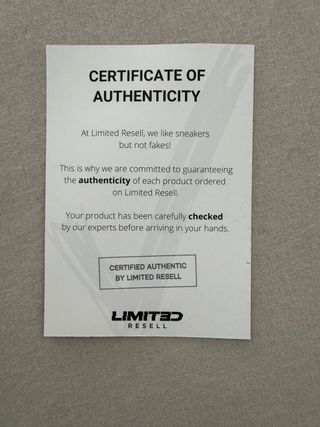 CERTIFICATE OF
AUTHENTICITY
At Limited Resell, we like sneakers
but not fakes!
This is why we are committed to guaranteeing
the authenticity of each product ordered
on Limited Resell.
Your product has been carefully checked
by our experts before arriving in your hands.
CERTIFIED AUTHENTIC
BY LIMITED RESELL
LIMITED
RESELL